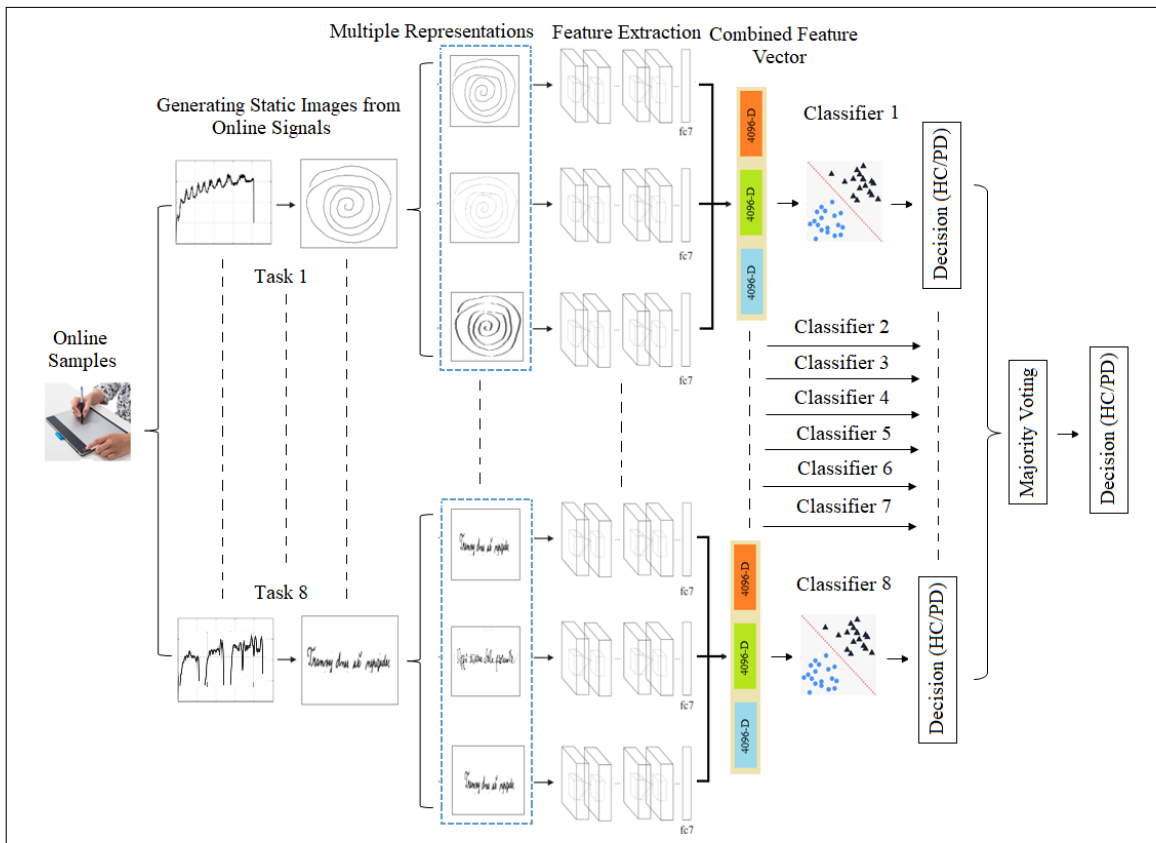 Multiple Representations
Feature Extraction
Combined Feature
Vector
Generating Static Images from
Online Signals
Classifier 1
fc7
fc7
fc7
4096-D
4096-D
4096-D
Decision (HC/PD)
Task 1
Online
Samples
Classifier 2
Classifier 3
Classifier 4
Classifier 5
Classifier 6
Classifier 7
Majority Voting
Decision (HC/PD)
Task 8
Classifier 8
fc7
fc7
fc7
4096-D
4096-D
4096-D
Decision (HC/PD)